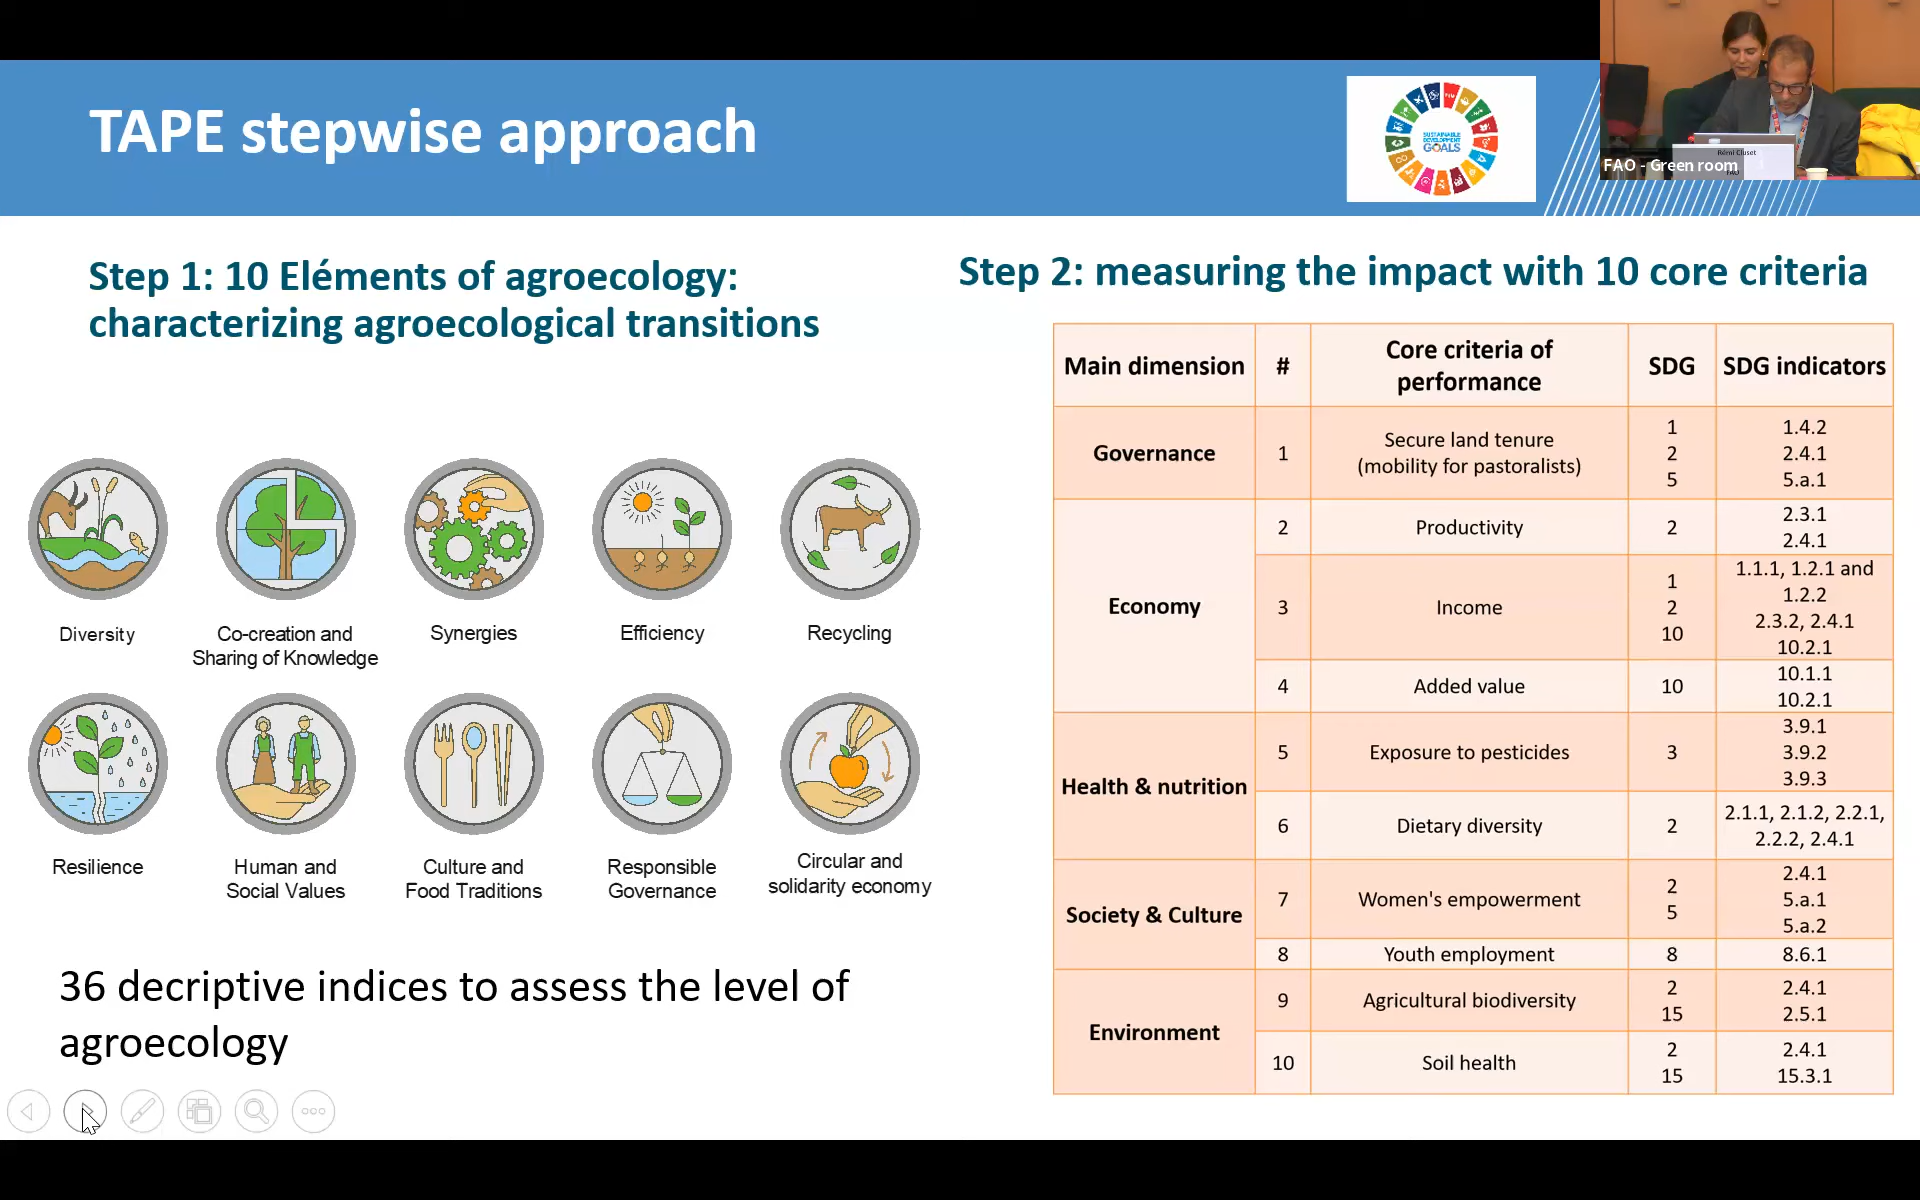 TAPE stepwise approach
SUSTAINABLE
DEVELOPMENT
GOALS
Rémi Cluset
FAO
FAO - Green room
Step 1: 10 Eléments of agroecology:
characterizing agroecological transitions
Diversity
Co-creation and
Sharing of Knowledge
Synergies
Efficiency
Recycling
Resilience
Human and
Social Values
Culture and
Food Traditions
Responsible
Governance
Circular and
solidarity economy
36 decriptive indices to assess the level of
agroecology
Step 2: measuring the impact with 10 core criteria
Main dimension # Core criteria of performance SDG SDG indicators
Governance
1
Secure land tenure
(mobility for pastoralists)
1
2
5
1.4.2
2.4.1
5.a.1
Economy
2
Productivity
2
2.3.1
2.4.1
3
Income
1
2
10
1.1.1, 1.2.1 and
1.2.2
2.3.2, 2.4.1
10.2.1
4
Added value
10
10.1.1
10.2.1
Health & nutrition
5
Exposure to pesticides
3
3.9.1
3.9.2
3.9.3
6
Dietary diversity
2
2.1.1, 2.1.2, 2.2.1,
2.2.2, 2.4.1
Society & Culture
7
Women's empowerment
2
5
2.4.1
5.a.1
5.a.2
8
Youth employment
8
8.6.1
Environment
9
Agricultural biodiversity
2
15
2.4.1
2.5.1
10
Soil health
2
15
2.4.1
15.3.1